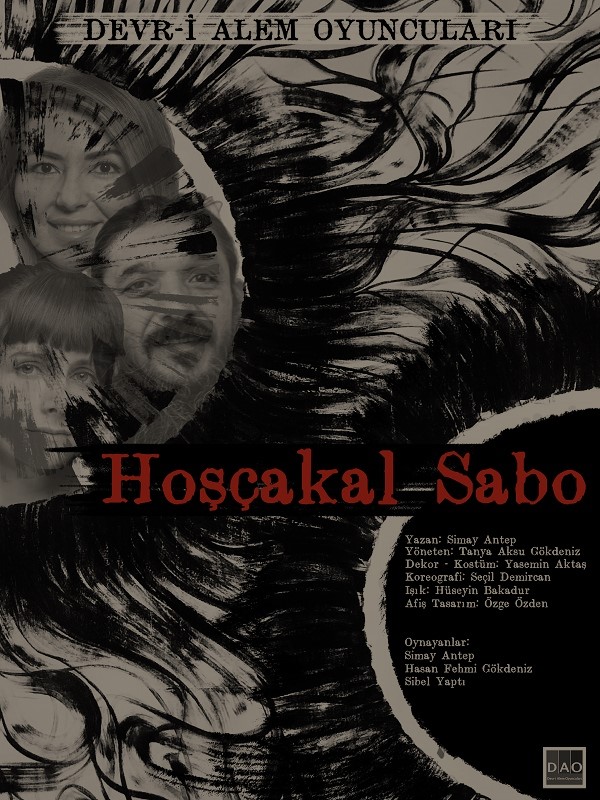 DEVR-İ ALEM OYUNCULARI
Hoşçakal Sabo
Yazan: Simay Antep
Yöneten: Tanya Aksu Gökdeniz
Dekor - Kostüm: Yasemin Aktaş
Koreografi: Seçil Demircan
Işık: Hüseyin Bakadur
Afiş Tasarım: Özge Özden
Oynayanlar:
Simay Antep
Hasan Fehmi Gökdeniz
Sibel Yaptı
DAO